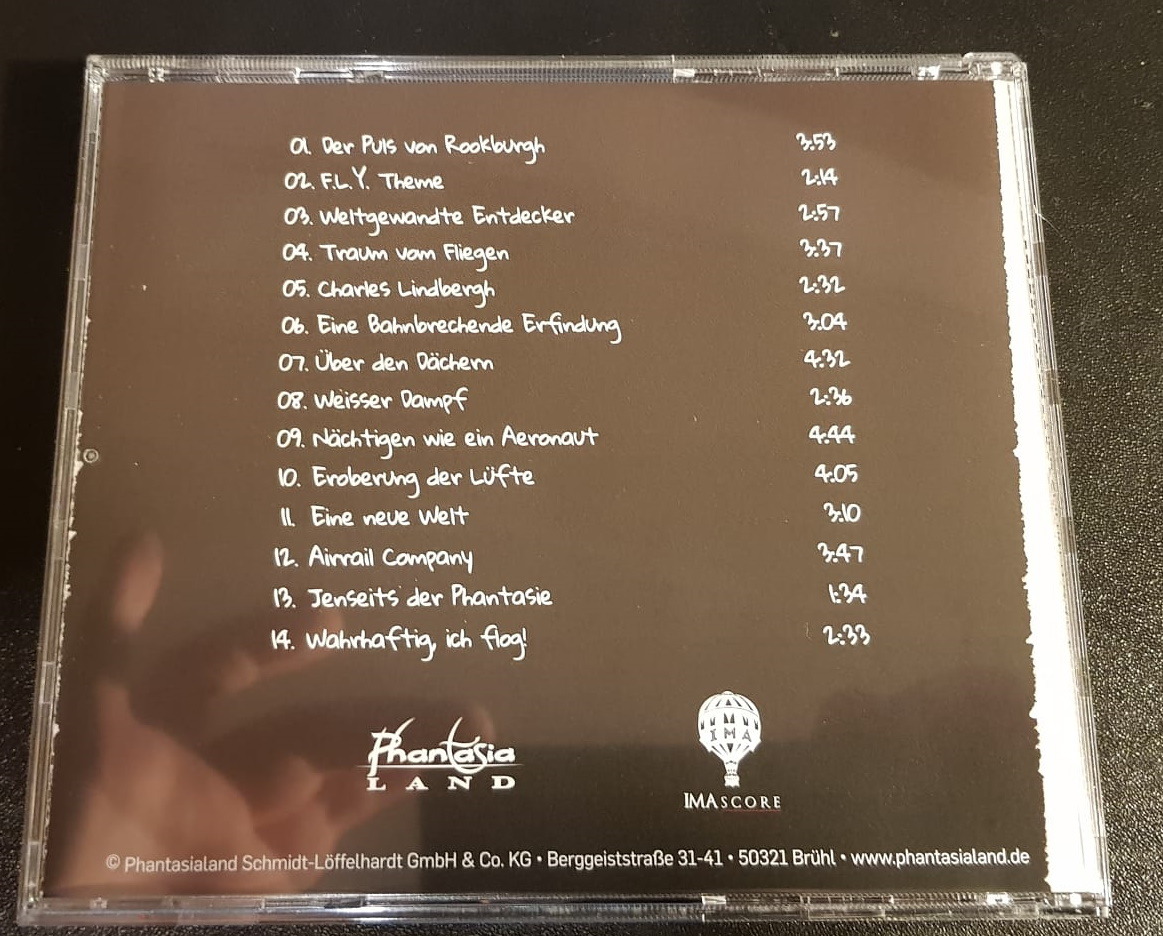 01. Der Puls von Rookburgh 3:53
02. F.L.Y. Theme 2:14
03. Weltgewandte Entdecker 2:57
04. Traum vom Fliegen 3:37
05. Charles Lindbergh 2:32
06. Eine Bahnbrechende Erfindung 3:04
07. Über den Dächern 4:32
08. Weisser Dampf 2:36
09. Nächtigen wie ein Aeronaut 4:44
10. Eroberung der Lüfte 4:05
11. Eine neue Welt 3:10
12. Airrail Company 3:47
13. Jenseits der Phantasie 1:34
14. Wahrhaftig, ich flog! 2:33
Phantasia
LAND
IMA
IMASCORE
© Phantasialand Schmidt-Löffelhardt GmbH & Co. KG • Berggeiststraße 31-41 • 50321 Brühl • www.phantasialand.de